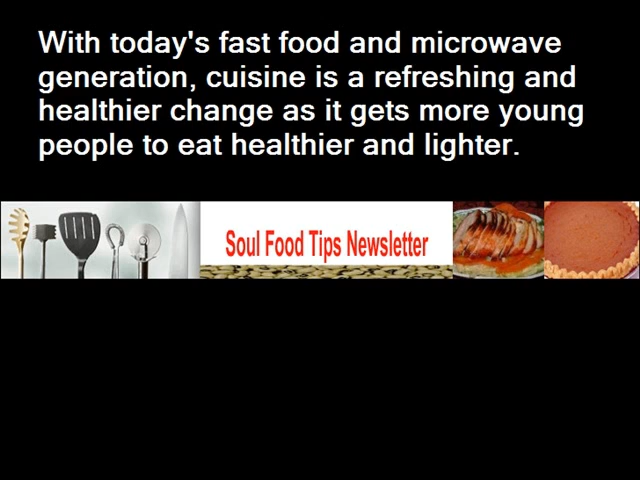 With today's fast food and microwave
generation, cuisine is a refreshing and
healthier change as it gets more young
people to eat healthier and lighter.
Soul Food Tips Newsletter